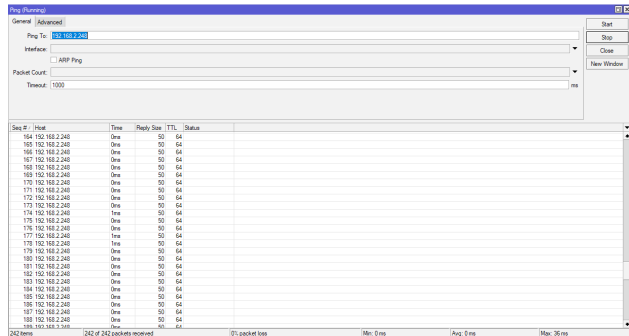 Ping (Running)
General Advanced
Start
Ping To: 192.168.2.248
Stop
Interface:
Close
ARP Ping
New Window
Packet Count:
Timeout: 1000 ms
Seq # Host Time Reply Size TTL Status
164 192.168.2.248 0ms 50 64
165 192.168.2.248 0ms 50 64
166 192.168.2.248 0ms 50 64
167 192.168.2.248 0ms 50 64
168 192.168.2.248 0ms 50 64
169 192.168.2.248 0ms 50 64
170 192.168.2.248 0ms 50 64
171 192.168.2.248 0ms 50 64
172 192.168.2.248 0ms 50 64
173 192.168.2.248 0ms 50 64
174 192.168.2.248 1ms 50 64
175 192.168.2.248 0ms 50 64
176 192.168.2.248 0ms 50 64
177 192.168.2.248 1ms 50 64
178 192.168.2.248 1ms 50 64
179 192.168.2.248 0ms 50 64
180 192.168.2.248 0ms 50 64
181 192.168.2.248 0ms 50 64
182 192.168.2.248 0ms 50 64
183 192.168.2.248 0ms 50 64
184 192.168.2.248 0ms 50 64
185 192.168.2.248 0ms 50 64
186 192.168.2.248 0ms 50 64
187 192.168.2.248 0ms 50 64
188 192.168.2.248 0ms 50 64
189 192.168.2.248 0ms 50 64
242 items 242 of 242 packets received 0% packet loss Min: 0 ms Avg: 0 ms Max: 36 ms